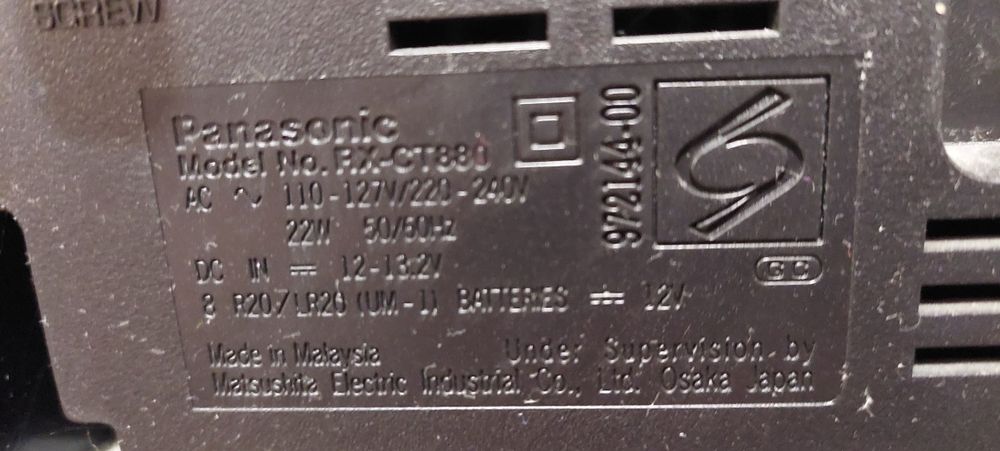 SCREW
Panasonic
Model No. RX-CT880
AC ~ 110-127V/220-240V
22W 50/60Hz
DC IN ⎓ 12-13.2V
8 R20/LR20 (UM-1) BATTERIES 12V
Made in Malaysia Under Supervision by
Matsushita Electric Industrial Co., Ltd. Osaka Japan
9722144-00